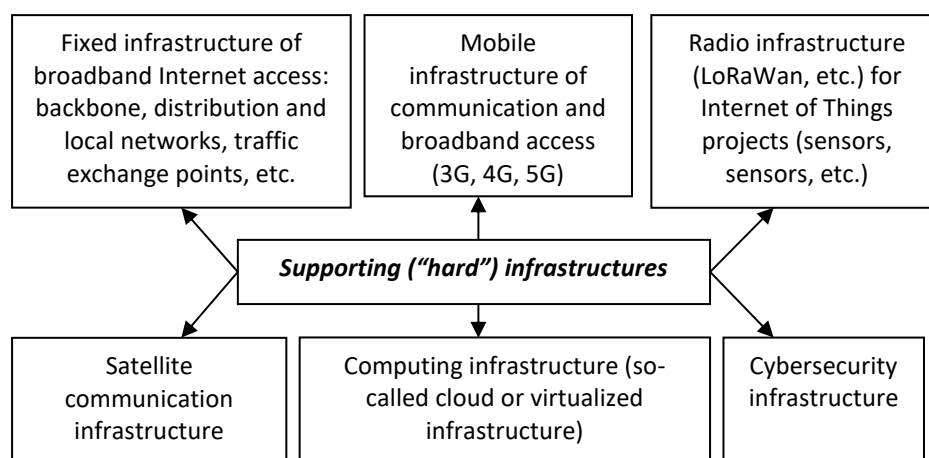 Fixed infrastructure of
broadband Internet access:
backbone, distribution and
local networks, traffic
exchange points, etc.
Mobile
infrastructure of
communication and
broadband access
(3G, 4G, 5G)
Radio infrastructure
(LoRaWan, etc.) for
Internet of Things
projects (sensors,
sensors, etc.)
Supporting (“hard”) infrastructures
Satellite
communication
infrastructure
Computing infrastructure (so-
called cloud or virtualized
infrastructure)
Cybersecurity
infrastructure